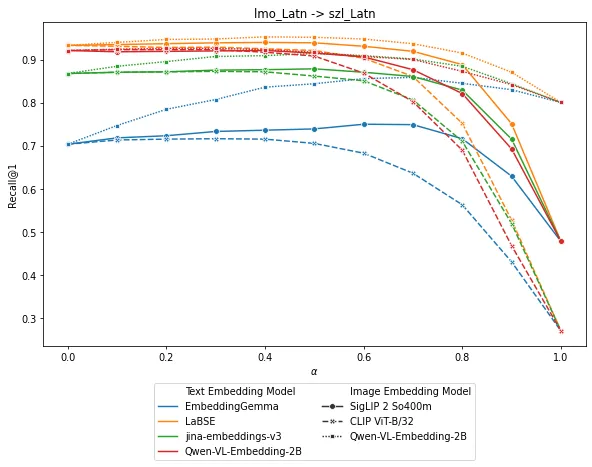 lmo_Latn -> szl_Latn
Recall@1
0.9
0.8
0.7
0.6
0.5
0.4
0.3
0.0 0.2 0.4 0.6 0.8 1.0
α
Text Embedding Model
EmbeddingGemma
LaBSE
jina-embeddings-v3
Qwen-VL-Embedding-2B
Image Embedding Model
SigLIP 2 So400m
CLIP ViT-B/32
Qwen-VL-Embedding-2B